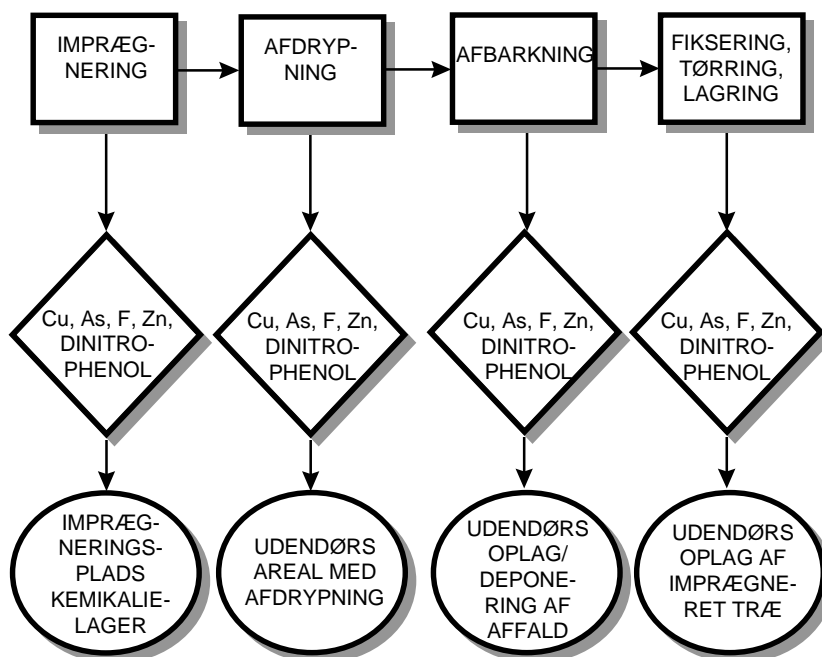 IMPRÆG-
NERING
AFDRYP-
NING
AFBARKNING
FIKSERING,
TØRRING,
LAGRING
Cu, As, F, Zn,
DINITRO-
PHENOL
Cu, As, F, Zn,
DINITRO-
PHENOL
Cu, As, F, Zn,
DINITRO-
PHENOL
Cu, As, F, Zn,
DINITRO-
PHENOL
IMPRÆG-
NERINGS-
PLADS
KEMIKALIE-
LAGER
UDENDØRS
AREAL MED
AFDRYPNING
UDENDØRS
OPLAG/
DEPONE-
RING AF
AFFALD
UDENDØRS
OPLAG AF
IMPRÆGNE-
RET TRÆ